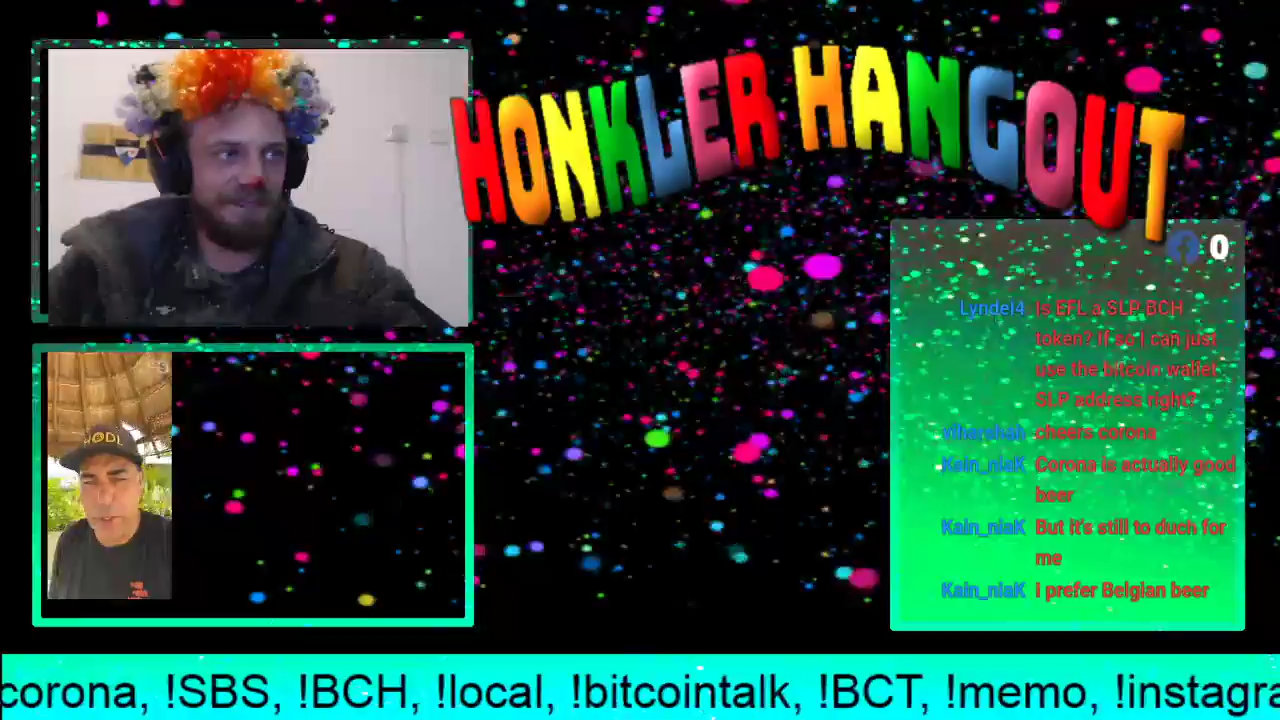 HONKLER HANGOUT
0
Lyndel4 Is EFL a SLP BCH
token? If so I can just
use the bitcoin wallet
SLP address right?
cheers corona
Kain_niaK Corona is actually good
beer
Kain_niaK But it's still to duch for
me
Kain_niaK I prefer Belgian beer
HODL
corona, !SBS, !BCH, !local, !bitcointalk, !BCT, !memo, !instagra